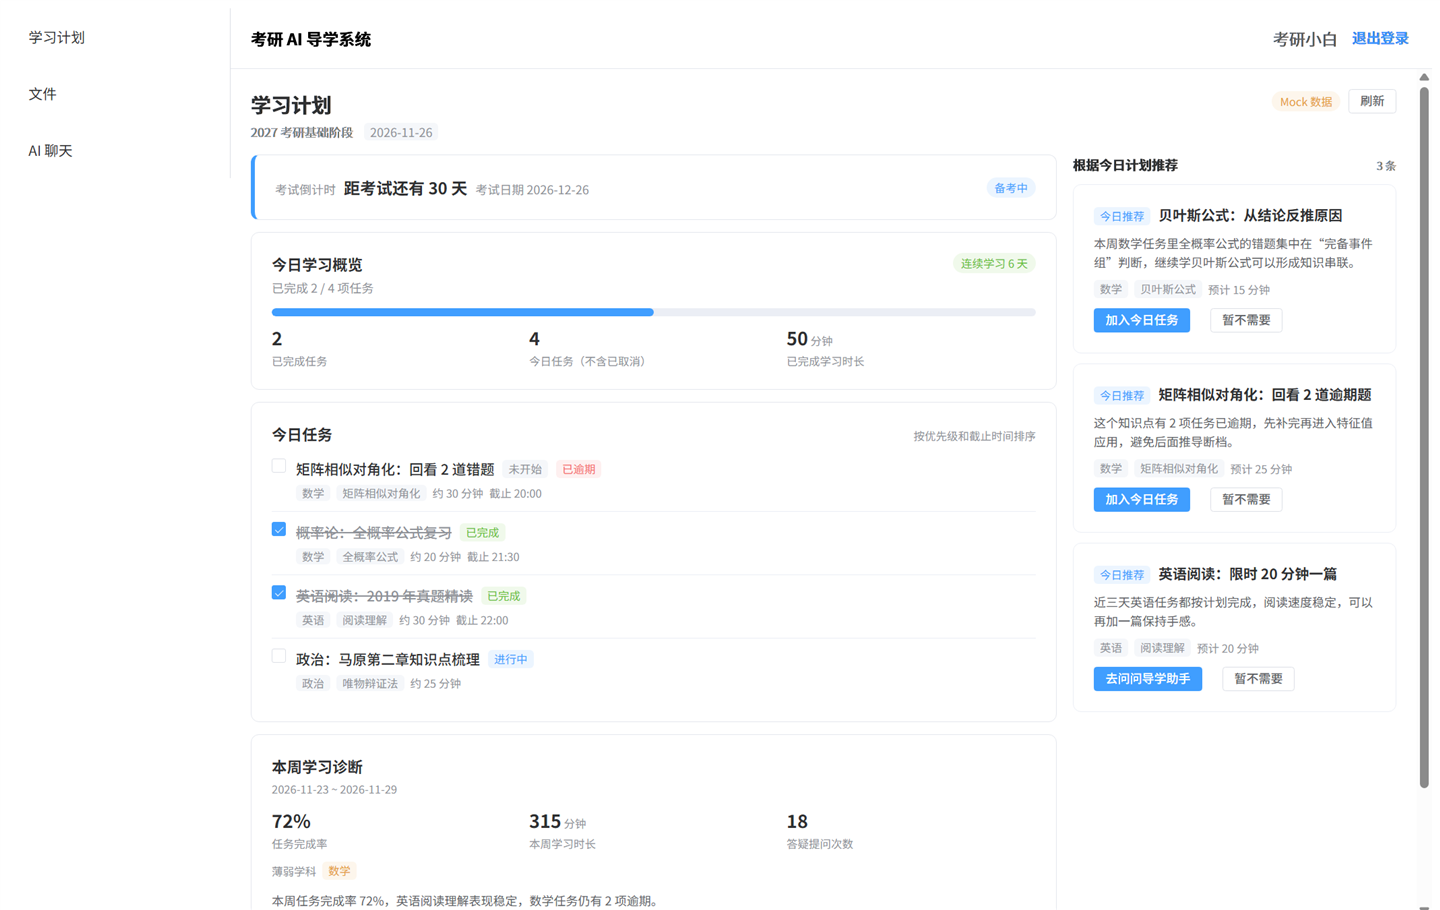 学习计划
文件
AI 聊天
考研 AI 导学系统
考研小白 退出登录
学习计划
2027 考研基础阶段 2026-11-26
Mock 数据 刷新
考试倒计时 距考试还有 30 天 考试日期 2026-12-26 备考中
今日学习概览
已完成 2 / 4 项任务
连续学习 6 天
2 4 50 分钟
已完成任务 今日任务（不含已取消） 已完成学习时长
今日任务 按优先级和截止时间排序
矩阵相似对角化：回看 2 道错题 未开始 已逾期
数学 矩阵相似对角化 约 30 分钟 截止 20:00
概率论：全概率公式复习 已完成
数学 全概率公式 约 20 分钟 截止 21:30
英语阅读：2019 年真题精读 已完成
英语 阅读理解 约 30 分钟 截止 22:00
政治：马原第二章知识点梳理 进行中
政治 唯物辩证法 约 25 分钟
本周学习诊断
2026-11-23 ~ 2026-11-29
72% 315 分钟 18
任务完成率 本周学习时长 答疑提问次数
薄弱学科 数学
本周任务完成率 72%，英语阅读理解表现稳定，数学任务仍有 2 项逾期。
根据今日计划推荐 3 条
今日推荐 贝叶斯公式：从结论反推原因
本周数学任务里全概率公式的错题集中在“完备事件
组”判断，继续学贝叶斯公式可以形成知识串联。
数学 贝叶斯公式 预计 15 分钟
加入今日任务 暂不需要
今日推荐 矩阵相似对角化：回看 2 道逾期题
这个知识点有 2 项任务已逾期，先补完再进入特征值
应用，避免后面推导断档。
数学 矩阵相似对角化 预计 25 分钟
加入今日任务 暂不需要
今日推荐 英语阅读：限时 20 分钟一篇
近三天英语任务都按计划完成，阅读速度稳定，可以
再加一篇保持手感。
英语 阅读理解 预计 20 分钟
去问问导学助手 暂不需要